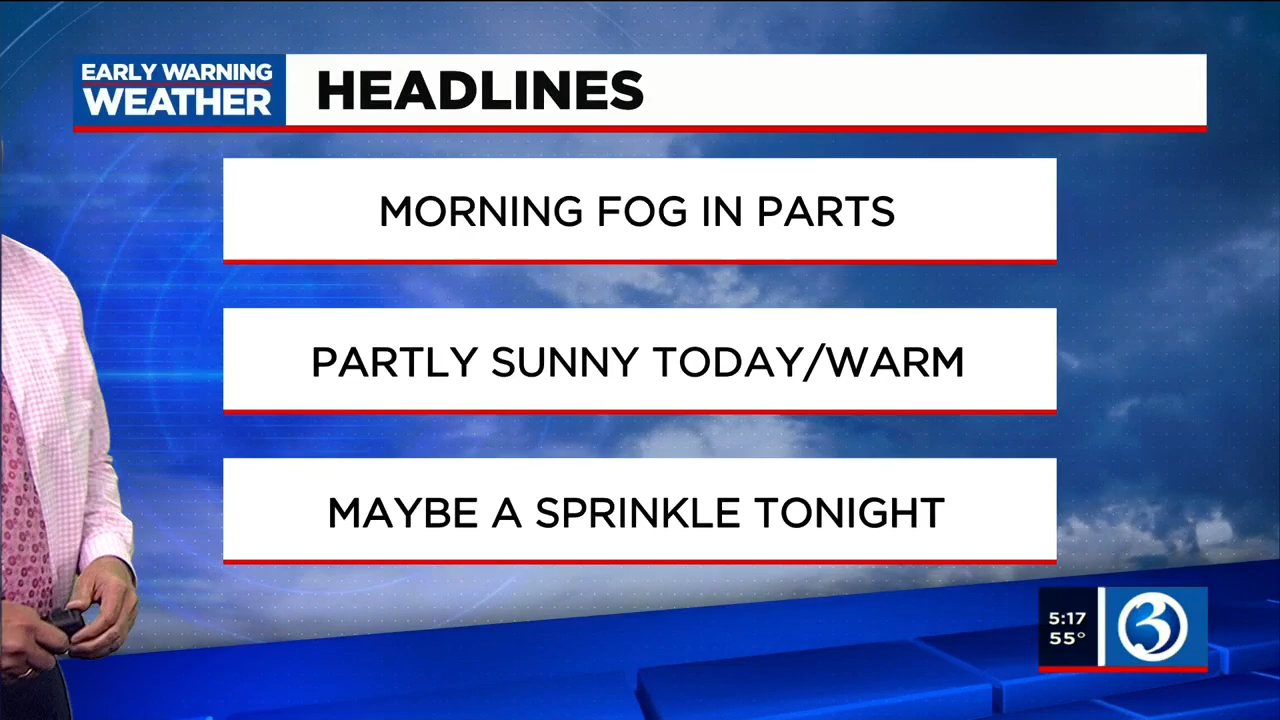 EARLY WARNING
WEATHER
HEADLINES
MORNING FOG IN PARTS
PARTLY SUNNY TODAY/WARM
MAYBE A SPRINKLE TONIGHT
5:17
55°
3